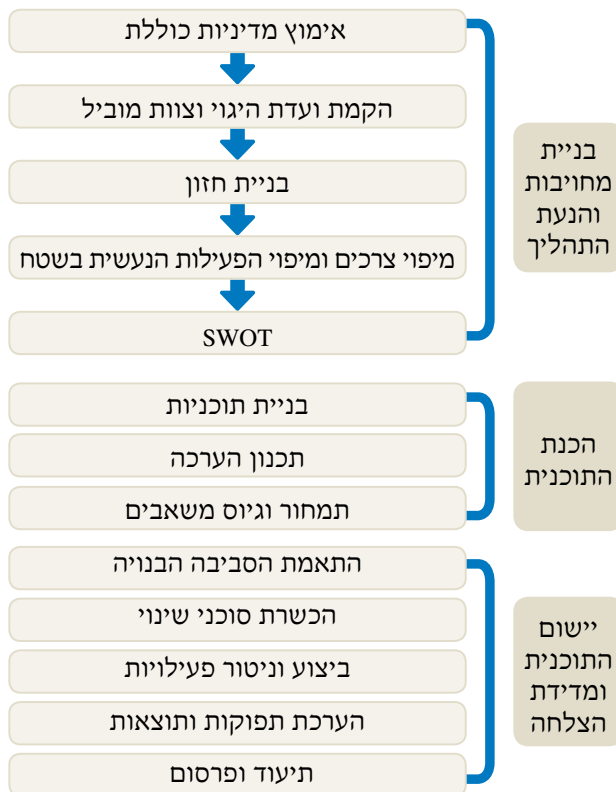 בניית
מחויבות
והנעת
התהליך
אימוץ מדיניות כוללת
הקמת ועדת היגוי וצוות מוביל
בניית חזון
מיפוי צרכים ומיפוי הפעילות הנעשית בשטח
SWOT
הכנת
התוכנית
בניית תוכניות
תכנון הערכה
תמחור וגיוס משאבים
יישום
התוכנית
ומדידת
הצלחה
התאמת הסביבה הבנויה
הכשרת סוכני שינוי
ביצוע וניטור פעילויות
הערכת תפוקות ותוצאות
תיעוד ופרסום